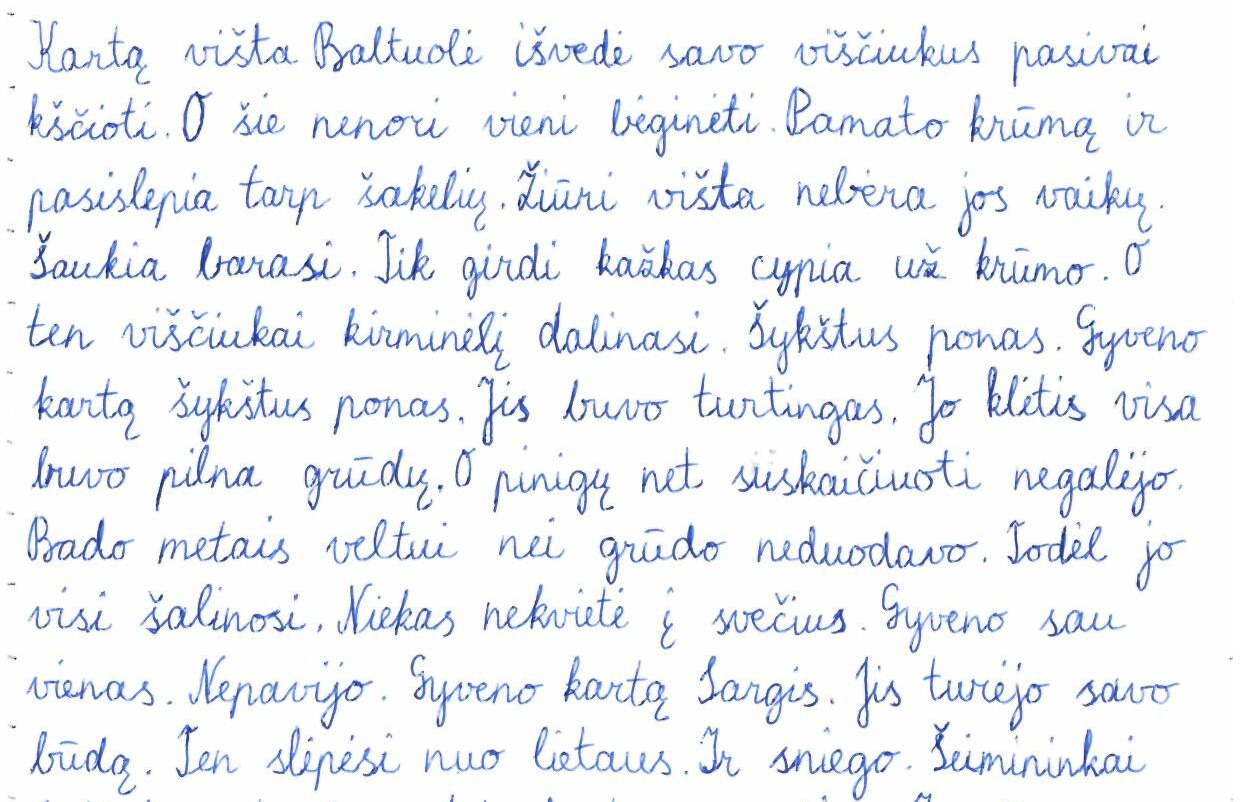 Kartą višta Baltuolė išvedė savo viščiukus pasivai
kščioti. O šie nenori vieni bėginėti. Pamato krūmą ir
pasislepia tarp šakelių. Žiūri višta nebėra jos vaikų.
Šaukia barasi. Tik girdi kažkas cypia už krūmo. O
ten viščiukai kirminėlį dalinasi. Šykštus ponas. Gyveno
kartą šykštus ponas. Jis buvo turtingas. Jo klėtis visa
buvo pilna grūdų. O pinigų net suskaičiuoti negalėjo.
Bado metais veltui nei grūdo neduodavo. Todėl jo
visi šalinosi. Niekas nekvietė į svečius. Gyveno sau
vienas. Nepavijo. Gyveno kartą Sargis. Jis turėjo savo
būdą. Ten slėpėsi nuo lietaus. Ir sniego. Šeimininkai